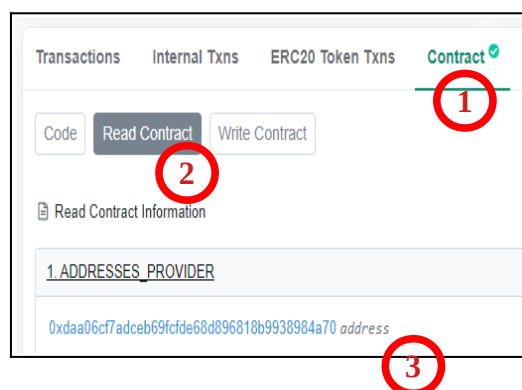 Transactions Internal Txns ERC20 Token Txns Contract
1
Code Read Contract Write Contract
2
Read Contract Information
1. ADDRESSES_PROVIDER
0xdaa06cf7adceb69fcfde68d896818b9938984a70 address
3